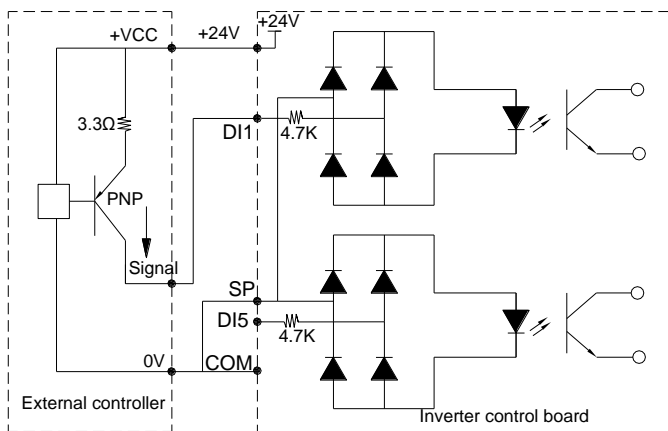 +24V
+VCC
+24V
3.3Ω
DI1
4.7K
PNP
Signal
SP
DI5
4.7K
0V
COM
External controller
Inverter control board